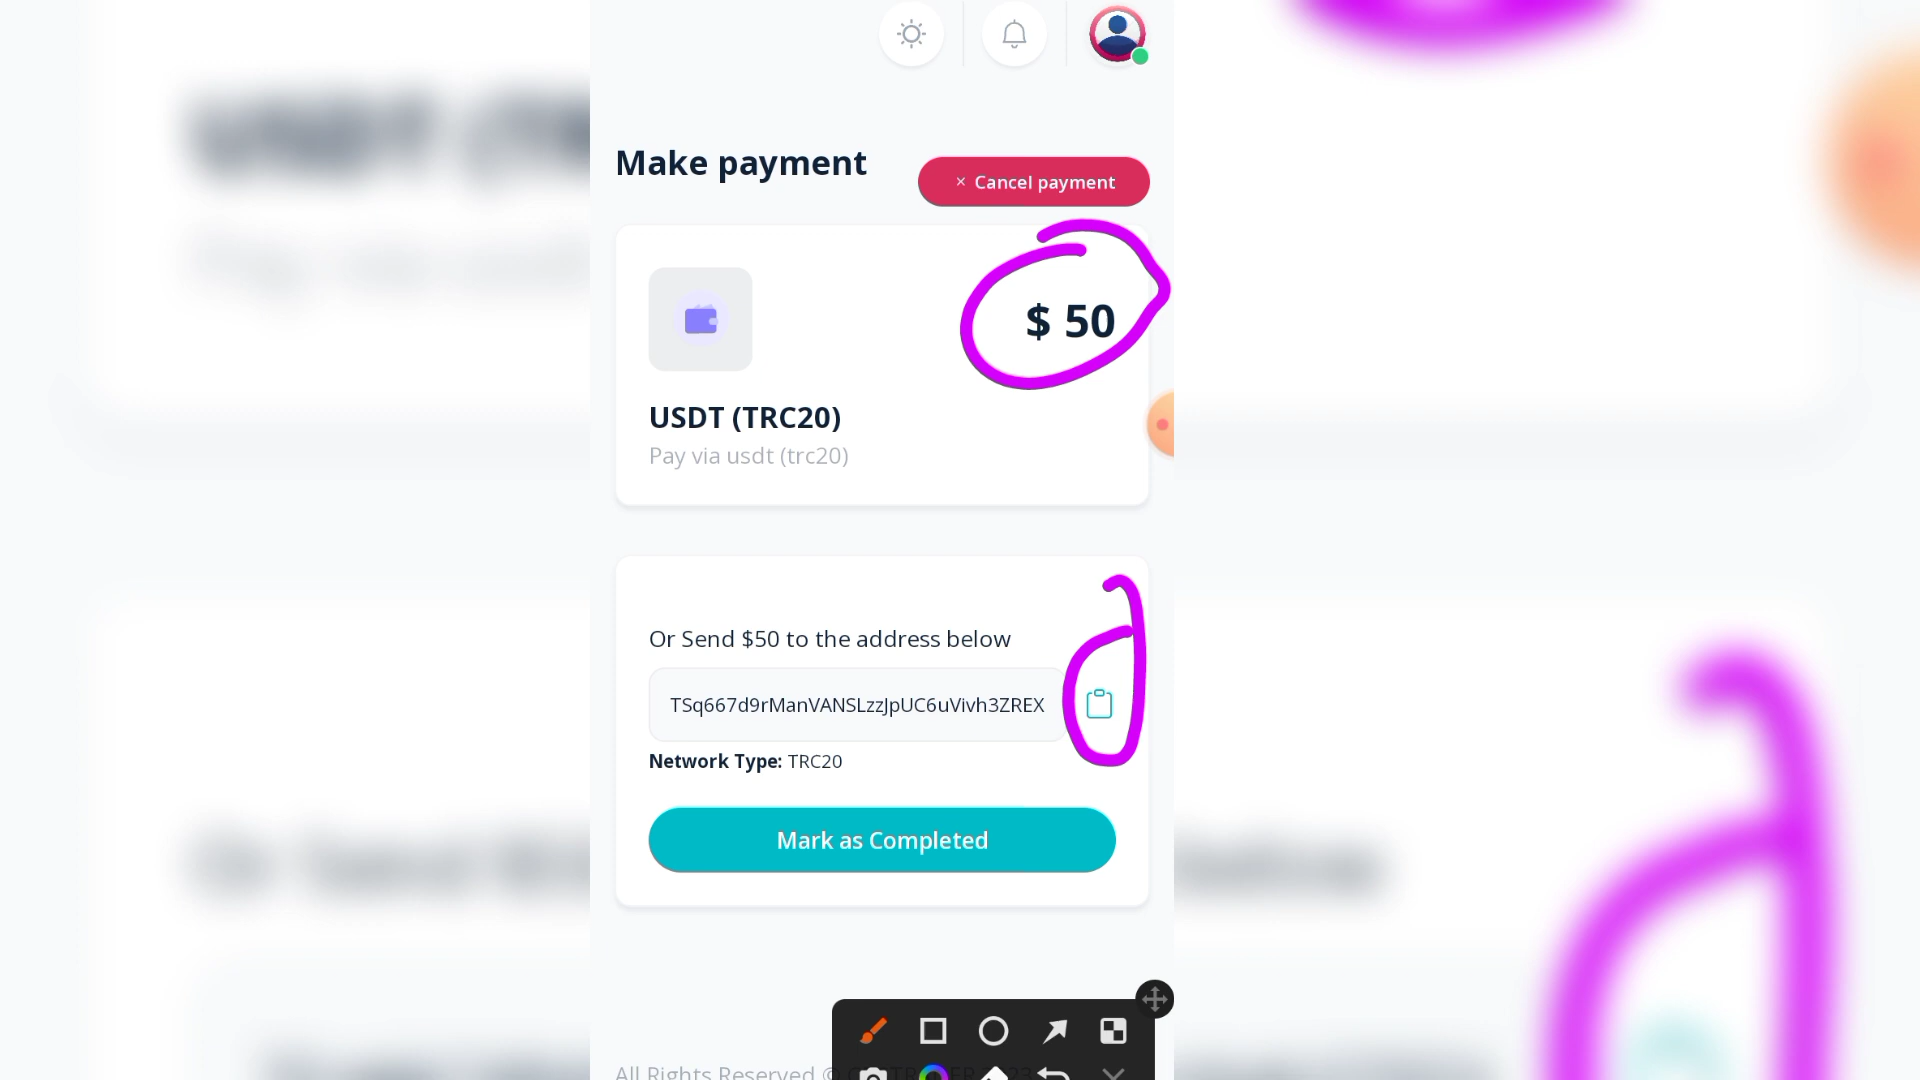 Make payment
× Cancel payment
$ 50
USDT (TRC20)
Pay via usdt (trc20)
Or Send $50 to the address below
TSq667d9rManVANSLzzJpUC6uVivh3ZREX
Network Type: TRC20
Mark as Completed
All Rights Reserved ©